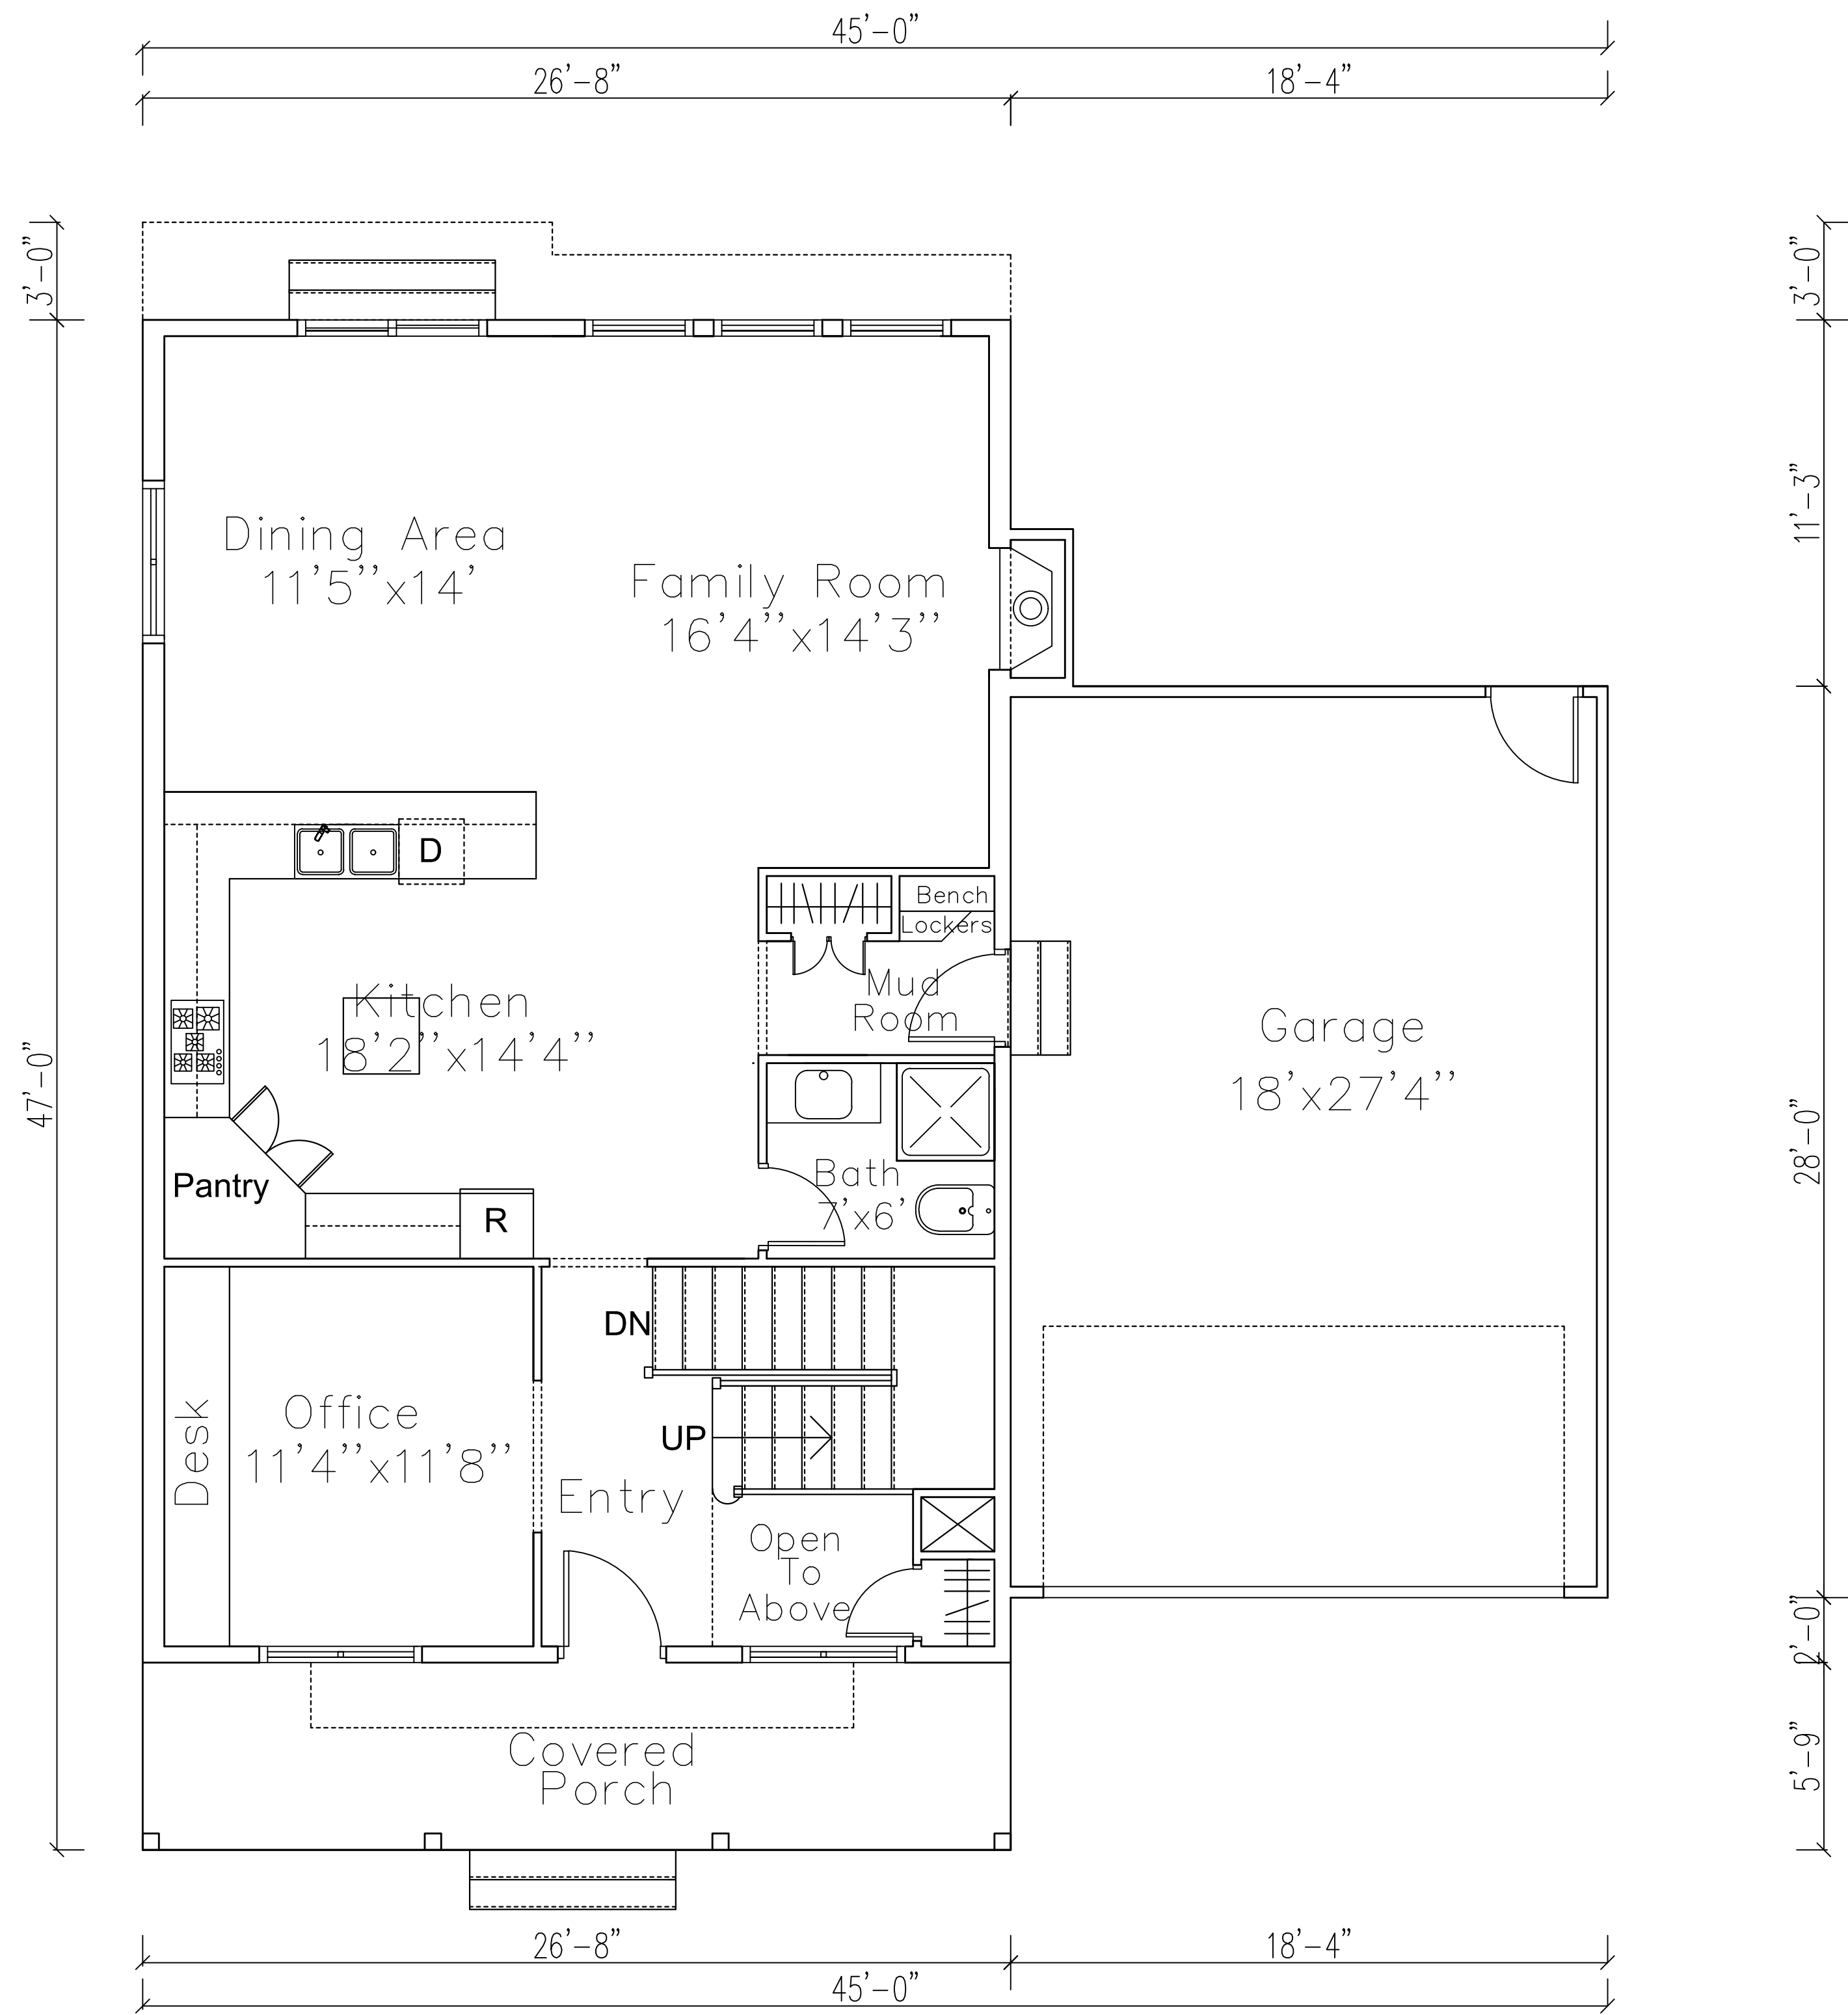 45'-0"
26'-8"
18'-4"
3'-0"
3'-0"
11'-3"
47'-0"
28'-0"
2'-0"
5'-9"
Dining Area
11'5''x14'
Family Room
16'4''x14'3''
D
Bench
Lockers
Mud
Room
Kitchen
18'2''x14'4''
Garage
18'x27'4''
Pantry
R
Bath
7'x6'
DN
UP
Desk
Office
11'4''x11'8''
Entry
Open
To
Above
Covered
Porch
26'-8"
18'-4"
45'-0"